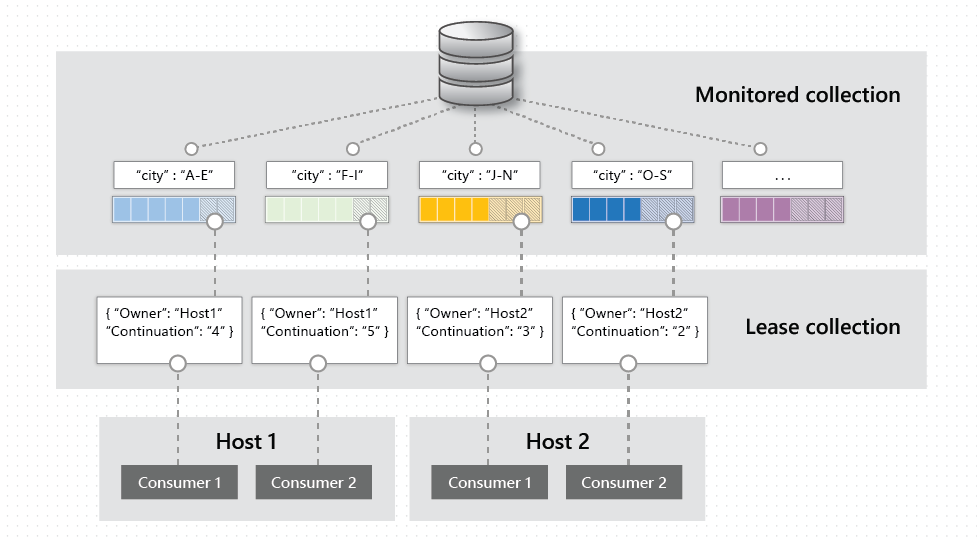 Monitored collection
“city” : “A-E”
“city” : “F-I”
“city” : “J-N”
“city” : “O-S”
...
{ “Owner”: “Host1”
“Continuation”: “4” }
{ “Owner”: “Host1”
“Continuation”: “5” }
{ “Owner”: “Host2”
“Continuation”: “3” }
{ “Owner”: “Host2”
“Continuation”: “2” }
Lease collection
Host 1
Consumer 1
Consumer 2
Host 2
Consumer 1
Consumer 2